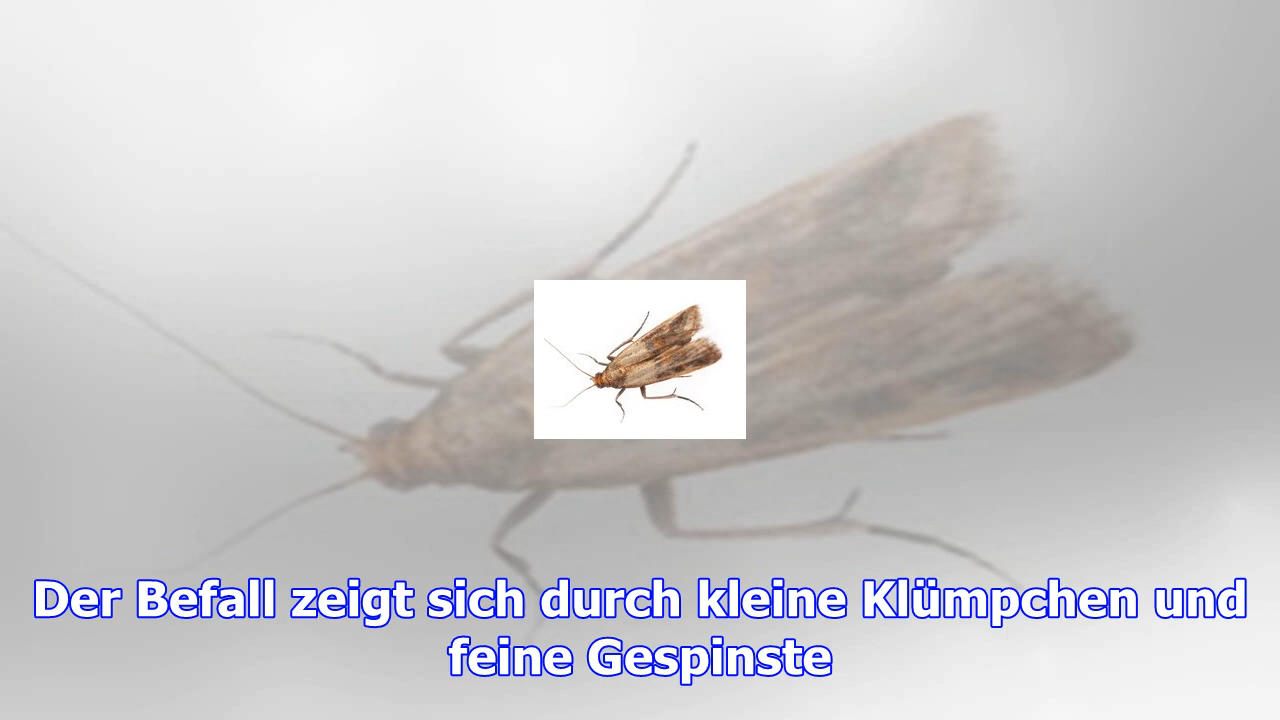 Der Befall zeigt sich durch kleine Klümpchen und
feine Gespinste